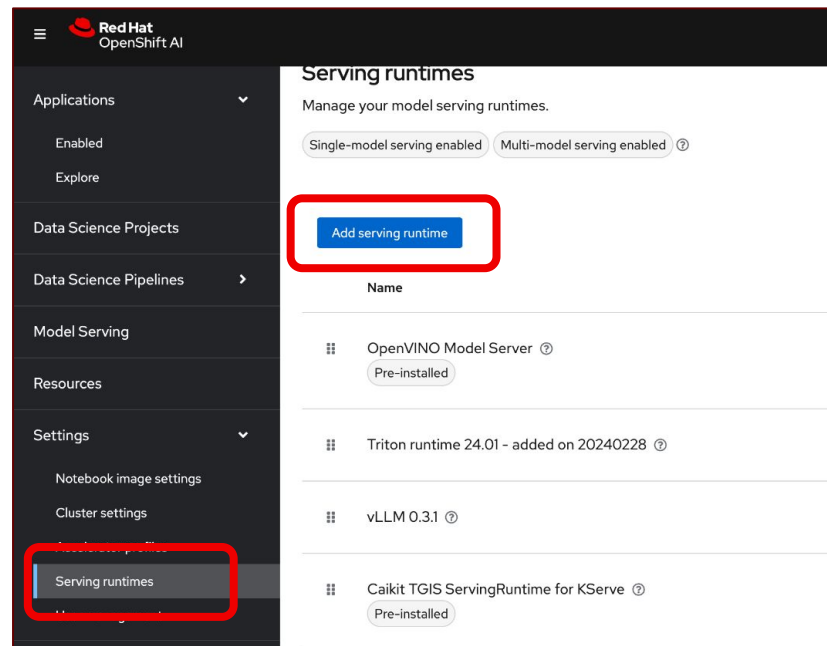 Red Hat
OpenShift AI
Applications
Enabled
Explore
Data Science Projects
Data Science Pipelines
Model Serving
Resources
Settings
Notebook image settings
Cluster settings
Serving runtimes
Serving runtimes
Manage your model serving runtimes.
Single-model serving enabled Multi-model serving enabled
Add serving runtime
Name
OpenVINO Model Server
Pre-installed
Triton runtime 24.01 - added on 20240228
vLLM 0.3.1
Caikit TGIS ServingRuntime for KServe
Pre-installed